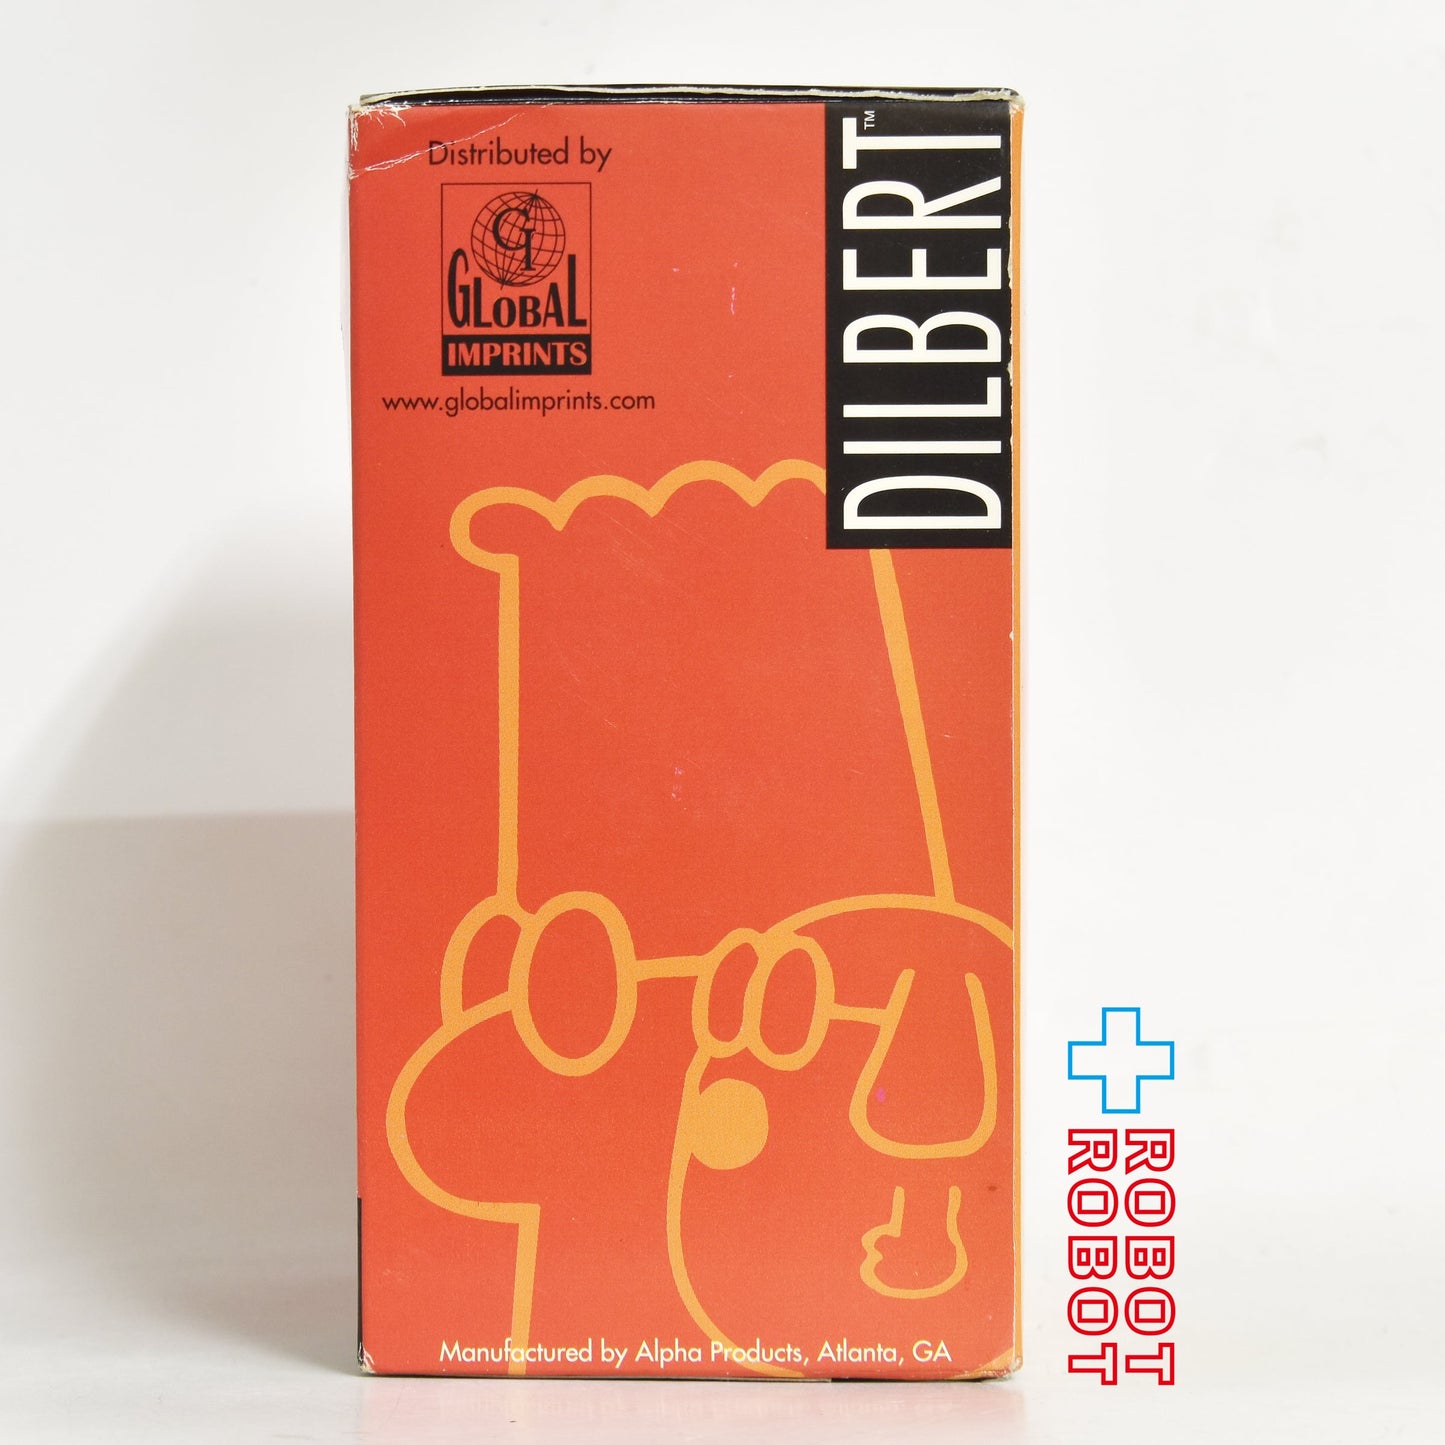 Distributed by
GI
GLOBAL
IMPRINTS
www.globalimprints.com
DILBERT™
Manufactured by Alpha Products, Atlanta, GA
ROBOT
ROBOT